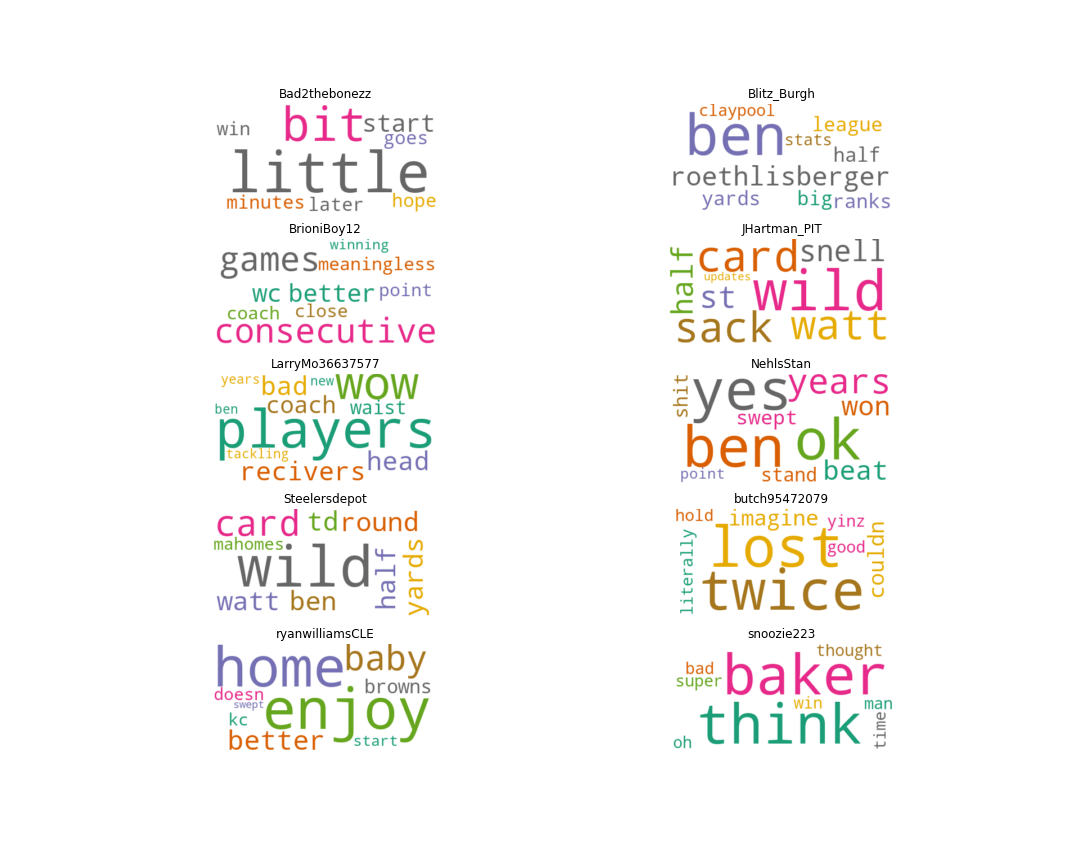 Bad2thebonezz
win bit start
goes
little
minutes later hope
Blitz_Burgh
claypool
ben league
stats
half
roethlisberger
yards big ranks
BrioniBoy12
winning
games meaningless
wc better point
coach close
consecutive
JHartman_PIT
half card snell
updates
st wild
sack watt
LarryMo36637577
years bad new wow
ben coach waist
players
tackling
recivers head
NehlsStan
shit yes years
swept won
ben ok
point stand beat
Steelersdepot
card td round
mahomes
wild half yards
watt ben
butch95472079
hold imagine yinz
literally lost good couldn
twice
ryanwilliamsCLE
home baby
doesn browns
swept
kc enjoy
better start
snoozie223
thought
bad baker
super
win man
think time
oh